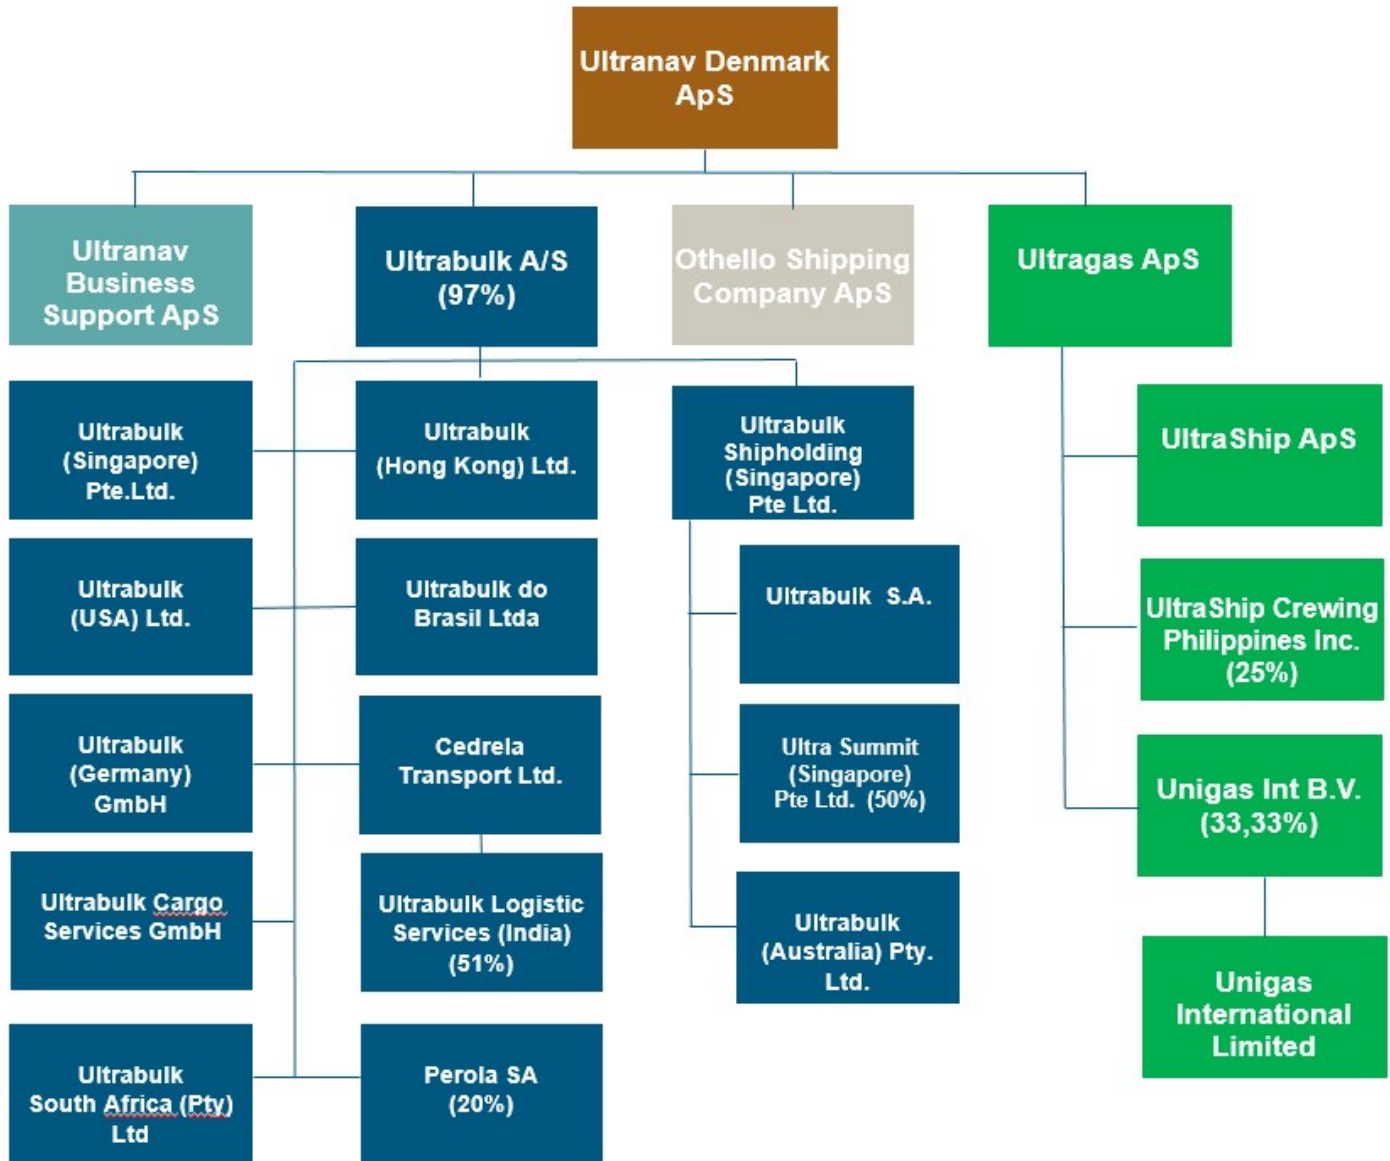 Ultranav Denmark
ApS
Ultranav
Business
Support ApS
Ultrabulk A/S
(97%)
Othello Shipping
Company ApS
Ultragas ApS
Ultrabulk
(Singapore)
Pte.Ltd.
Ultrabulk
(Hong Kong) Ltd.
Ultrabulk
Shipholding
(Singapore)
Pte Ltd.
UltraShip ApS
Ultrabulk
(USA) Ltd.
Ultrabulk do
Brasil Ltda
Ultrabulk S.A.
UltraShip Crewing
Philippines Inc.
(25%)
Ultrabulk
(Germany)
GmbH
Cedrela
Transport Ltd.
Ultra Summit
(Singapore)
Pte Ltd. (50%)
Unigas Int B.V.
(33,33%)
Ultrabulk Cargo
Services GmbH
Ultrabulk Logistic
Services (India)
(51%)
Ultrabulk
(Australia) Pty.
Ltd.
Unigas
International
Limited
Ultrabulk
South Africa (Pty)
Ltd
Perola SA
(20%)